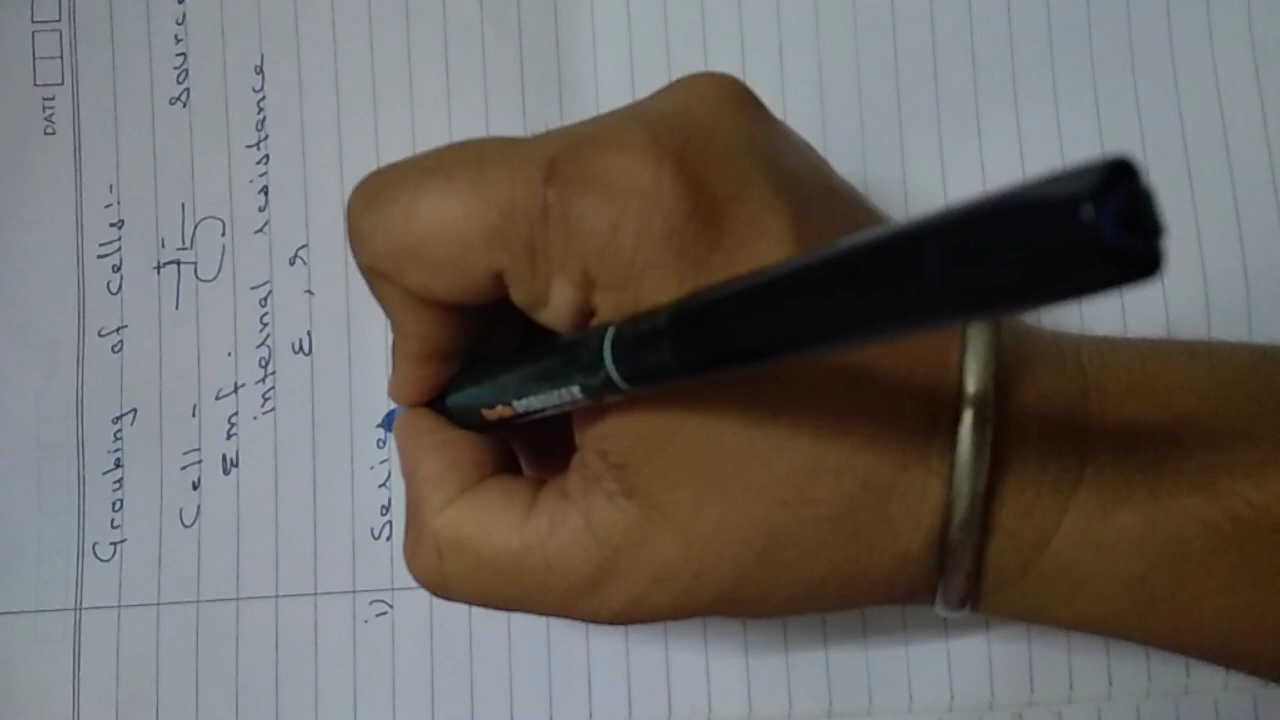 DATE
Grouping of cells:-
Cell - Source
Emf.
internal resistance
ε, r
i) Serie